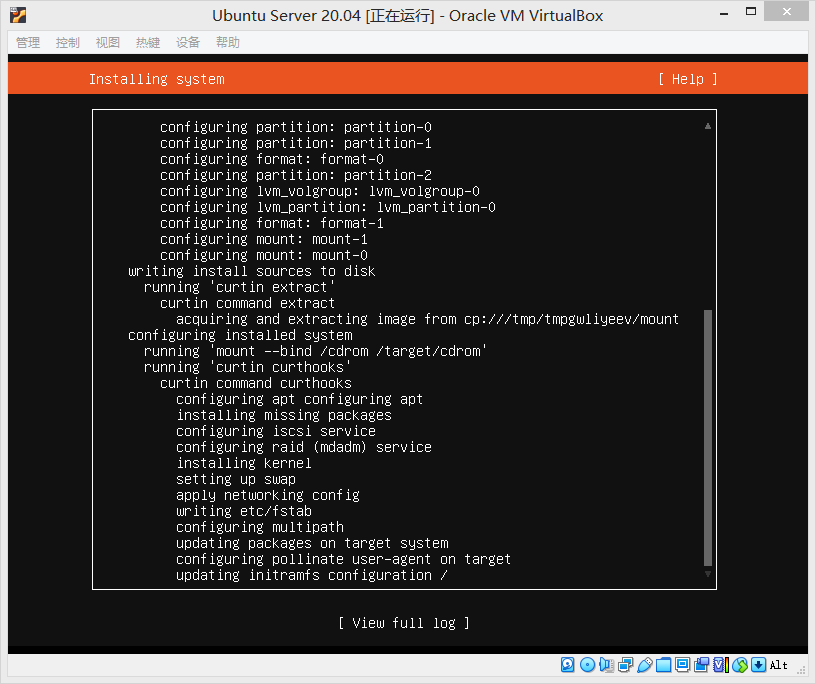 Ubuntu Server 20.04 [正在运行] - Oracle VM VirtualBox
管理 控制 视图 热键 设备 帮助
Installing system [ Help ]
configuring partition: partition-0
configuring partition: partition-1
configuring format: format-0
configuring partition: partition-2
configuring lvm_volgroup: lvm_volgroup-0
configuring lvm_partition: lvm_partition-0
configuring format: format-1
configuring mount: mount-1
configuring mount: mount-0
writing install sources to disk
running 'curtin extract'
curtin command extract
acquiring and extracting image from cp:///tmp/tmpgwliyeev/mount
configuring installed system
running 'mount --bind /cdrom /target/cdrom'
running 'curtin curthooks'
curtin command curthooks
configuring apt configuring apt
installing missing packages
configuring iscsi service
configuring raid (mdadm) service
installing kernel
setting up swap
apply networking config
writing etc/fstab
configuring multipath
updating packages on target system
configuring pollinate user-agent on target
updating initramfs configuration /
[ View full log ]
Alt